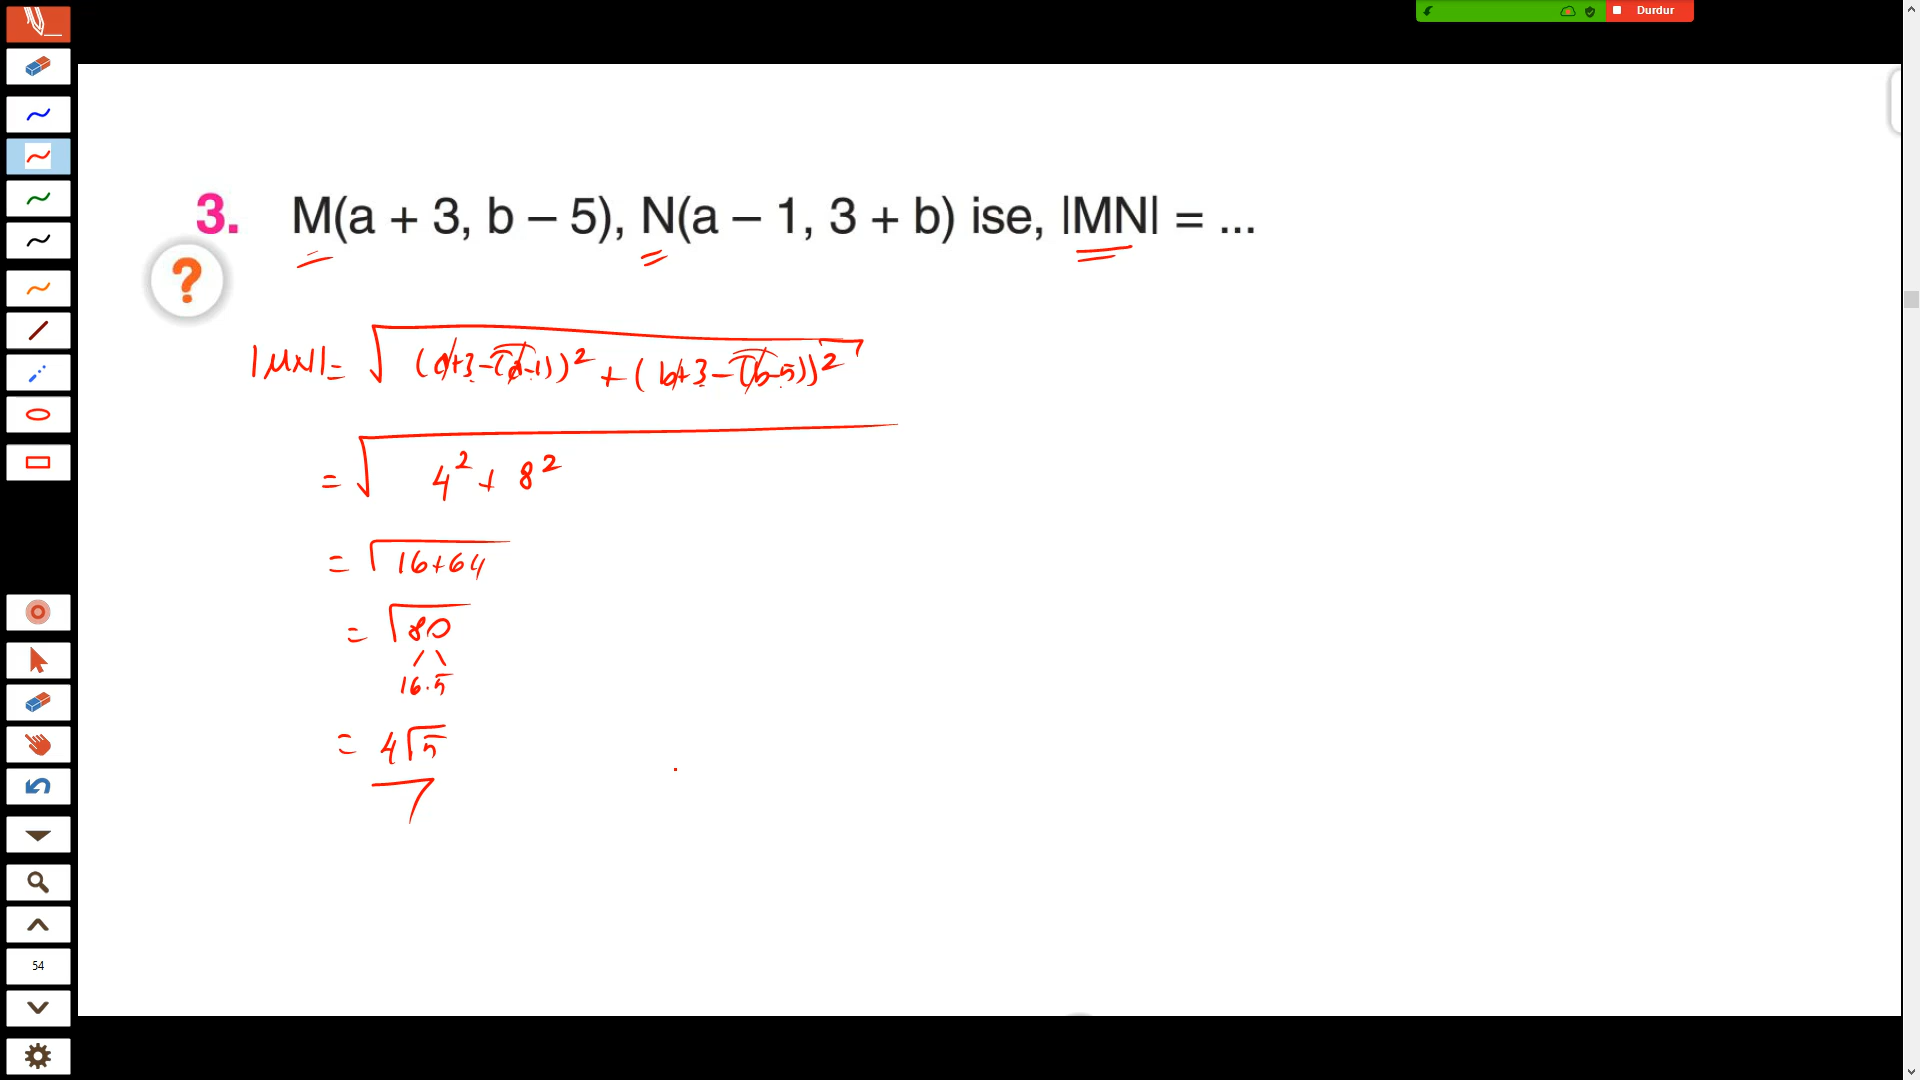 Durdur
3. M(a + 3, b – 5), N(a – 1, 3 + b) ise, |MN| = ...
?
|MN| = √((a+3-(a-1))² + (b+3-(b-5))²)
= √(4² + 8²)
= √(16+64)
= √80
16.5
= 4√5
54